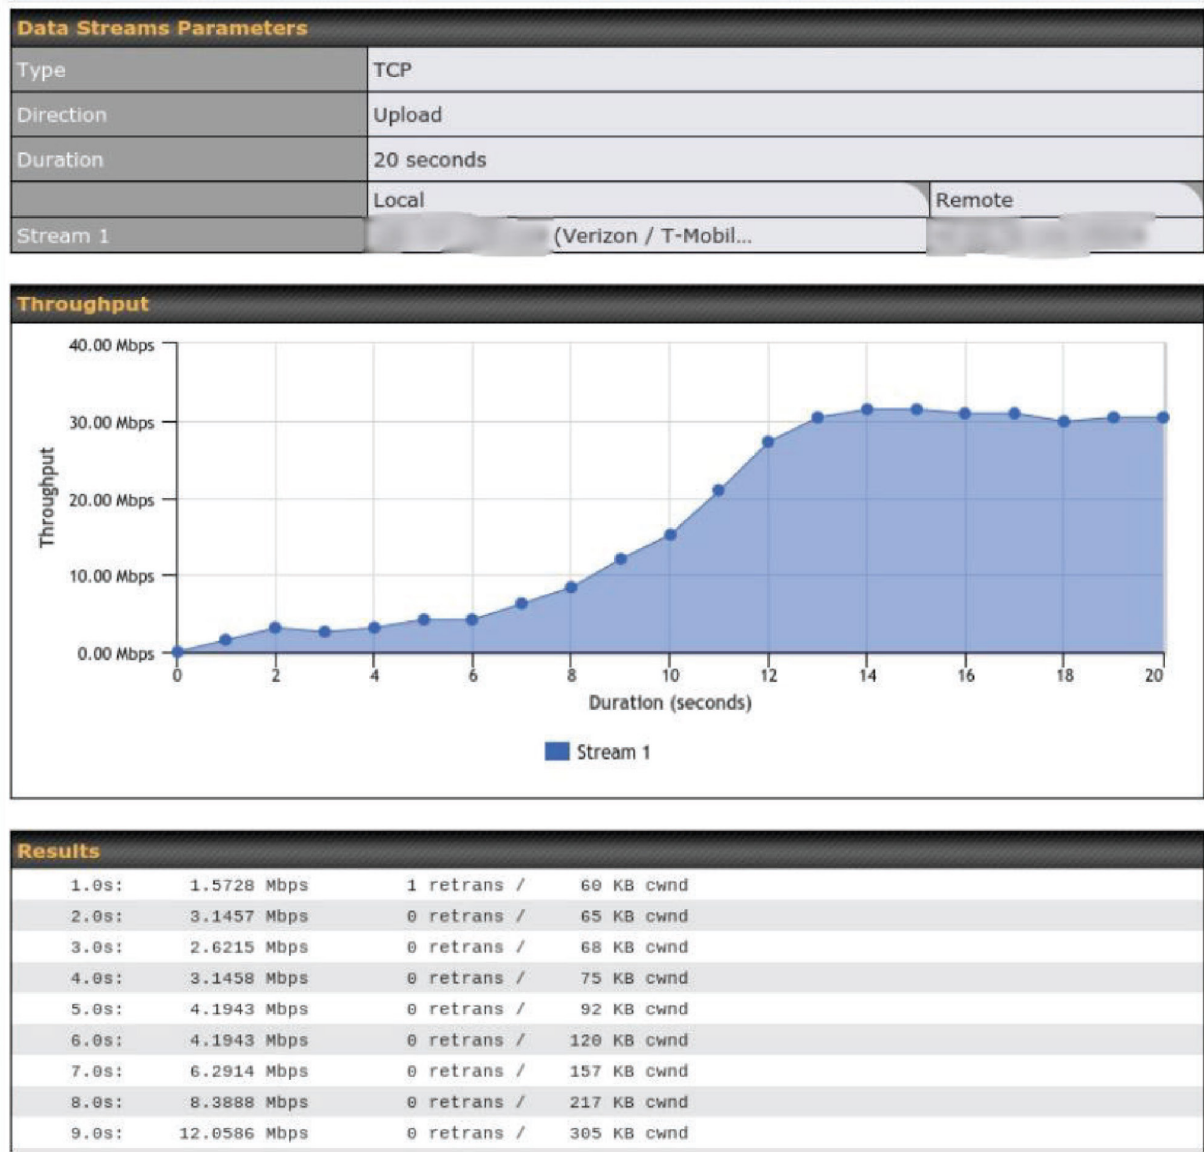 Data Streams Parameters
Type TCP
Direction Upload
Duration 20 seconds
Local Remote
Stream 1 (Verizon / T-Mobil...
Throughput
40.00 Mbps
30.00 Mbps
20.00 Mbps
10.00 Mbps
0.00 Mbps
Throughput
0 2 4 6 8 10 12 14 16 18 20
Duration (seconds)
Stream 1
Results
1.0s: 1.5728 Mbps 1 retrans / 60 KB cwnd
2.0s: 3.1457 Mbps 0 retrans / 65 KB cwnd
3.0s: 2.6215 Mbps 0 retrans / 68 KB cwnd
4.0s: 3.1458 Mbps 0 retrans / 75 KB cwnd
5.0s: 4.1943 Mbps 0 retrans / 92 KB cwnd
6.0s: 4.1943 Mbps 0 retrans / 120 KB cwnd
7.0s: 6.2914 Mbps 0 retrans / 157 KB cwnd
8.0s: 8.3888 Mbps 0 retrans / 217 KB cwnd
9.0s: 12.0586 Mbps 0 retrans / 305 KB cwnd